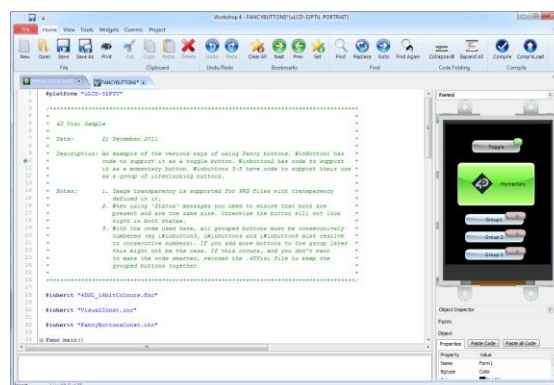 Workshop 4 - FANCYBUTTONS*(uLCD-32PTU, PORTRAIT)
File Home View Tools Widgets Comms Project
New Open Save Save As Print Cut Copy Paste Delete Undo Redo Clear All Next Prev Set Find Replace Goto Find Again Collapse All Expand All Compile Comp'nLoad
File Clipboard Undo/Redo Bookmarks Find Code Folding Compile
FANCYBUTTONS*
#platform "uLCD-32PTU"
4D Visi Sample
Date: 21 December 2011
Description: An example of the various ways of using Fancy buttons. Winbutton1 has
code to support it as a toggle button. Winbutton2 has code to support
it as a momentary button. Winbuttons 3-5 have code to support their use
as a group of interlocking buttons.
Notes: 1. Image transparency is supported for PNG files with transparency
defined in it.
2. When using 'Status' messages you need to ensure that both are
present and are the same size. Otherwise the button will not look
right in both states.
3. With the code used here, all grouped buttons must be consecutively
numbered (eg iWinbutton3, iWinbutton4 and iWinbutton5 must resolve
to consecutive numbers). If you add more buttons to the group later
this might not be the case. If this occurs, and you don't want
to make the code smarter, reorder the .4DVisi file to keep the
grouped buttons together
#inherit "4DGL_16bitColours.fnc"
#inherit "VisualConst.inc"
#inherit "FancyButtonsConst.inc"
func main()
Form1
Toggle
Momentary
Group 1
Group 2
Group 3
Object Inspector
Form
Object
Properties Paste Code Paste all Code
Property Value
Name Form1
Bgtype Color